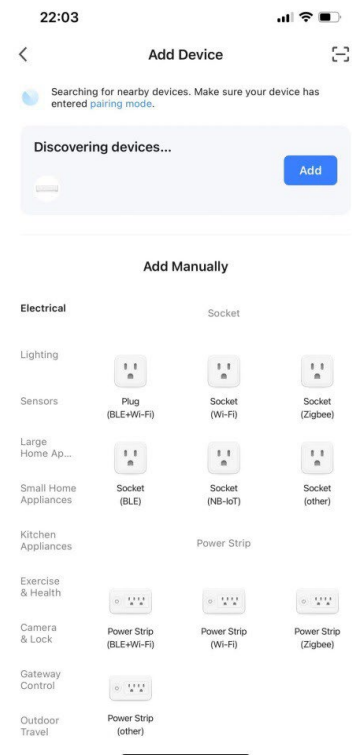 22:03
Add Device
Searching for nearby devices. Make sure your device has
entered pairing mode.
Discovering devices...
Add
Add Manually
Electrical
Lighting
Sensors
Large
Home Ap...
Small Home
Appliances
Kitchen
Appliances
Exercise
& Health
Camera
& Lock
Gateway
Control
Outdoor
Travel
Socket
Plug
(BLE+Wi-Fi)
Socket
(Wi-Fi)
Socket
(Zigbee)
Socket
(BLE)
Socket
(NB-IoT)
Socket
(other)
Power Strip
Power Strip
(BLE+Wi-Fi)
Power Strip
(Wi-Fi)
Power Strip
(Zigbee)
Power Strip
(other)